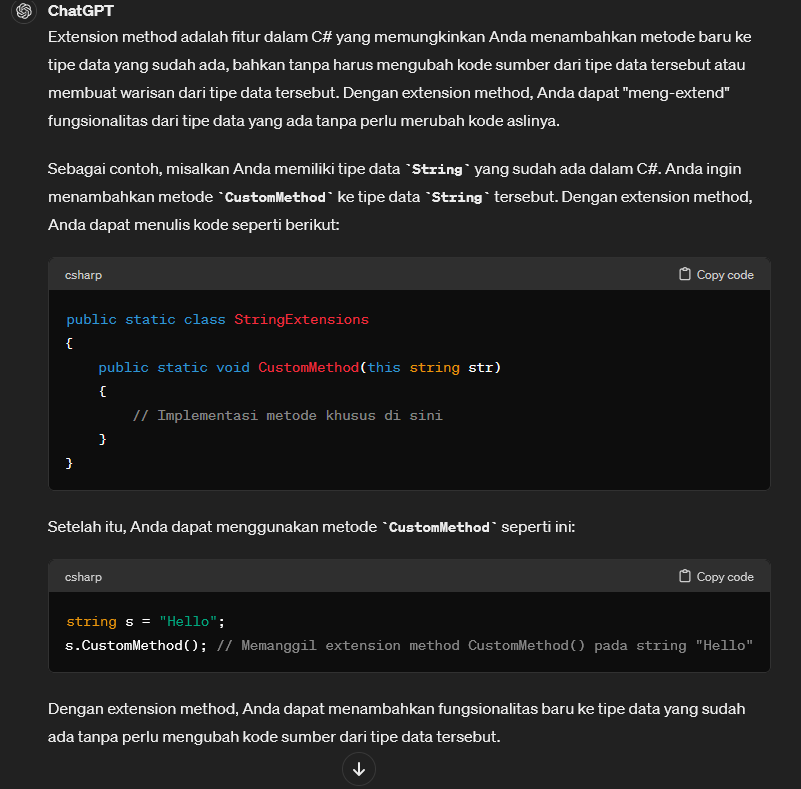 ChatGPT
Extension method adalah fitur dalam C# yang memungkinkan Anda menambahkan metode baru ke
tipe data yang sudah ada, bahkan tanpa harus mengubah kode sumber dari tipe data tersebut atau
membuat warisan dari tipe data tersebut. Dengan extension method, Anda dapat "meng-extend"
fungsionalitas dari tipe data yang ada tanpa perlu merubah kode aslinya.
Sebagai contoh, misalkan Anda memiliki tipe data `String` yang sudah ada dalam C#. Anda ingin
menambahkan metode `CustomMethod` ke tipe data `String` tersebut. Dengan extension method,
Anda dapat menulis kode seperti berikut:
csharp Copy code
public static class StringExtensions
{
    public static void CustomMethod(this string str)
    {
        // Implementasi metode khusus di sini
    }
}
Setelah itu, Anda dapat menggunakan metode `CustomMethod` seperti ini:
csharp Copy code
string s = "Hello";
s.CustomMethod(); // Memanggil extension method CustomMethod() pada string "Hello"
Dengan extension method, Anda dapat menambahkan fungsionalitas baru ke tipe data yang sudah
ada tanpa perlu mengubah kode sumber dari tipe data tersebut.